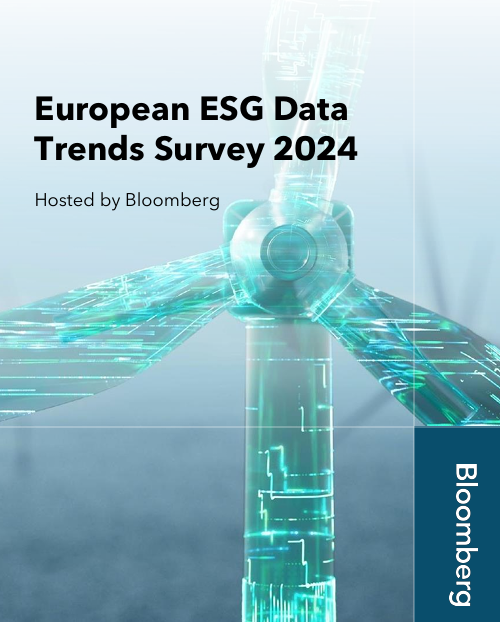 European ESG Data
Trends Survey 2024
Hosted by Bloomberg
Bloomberg